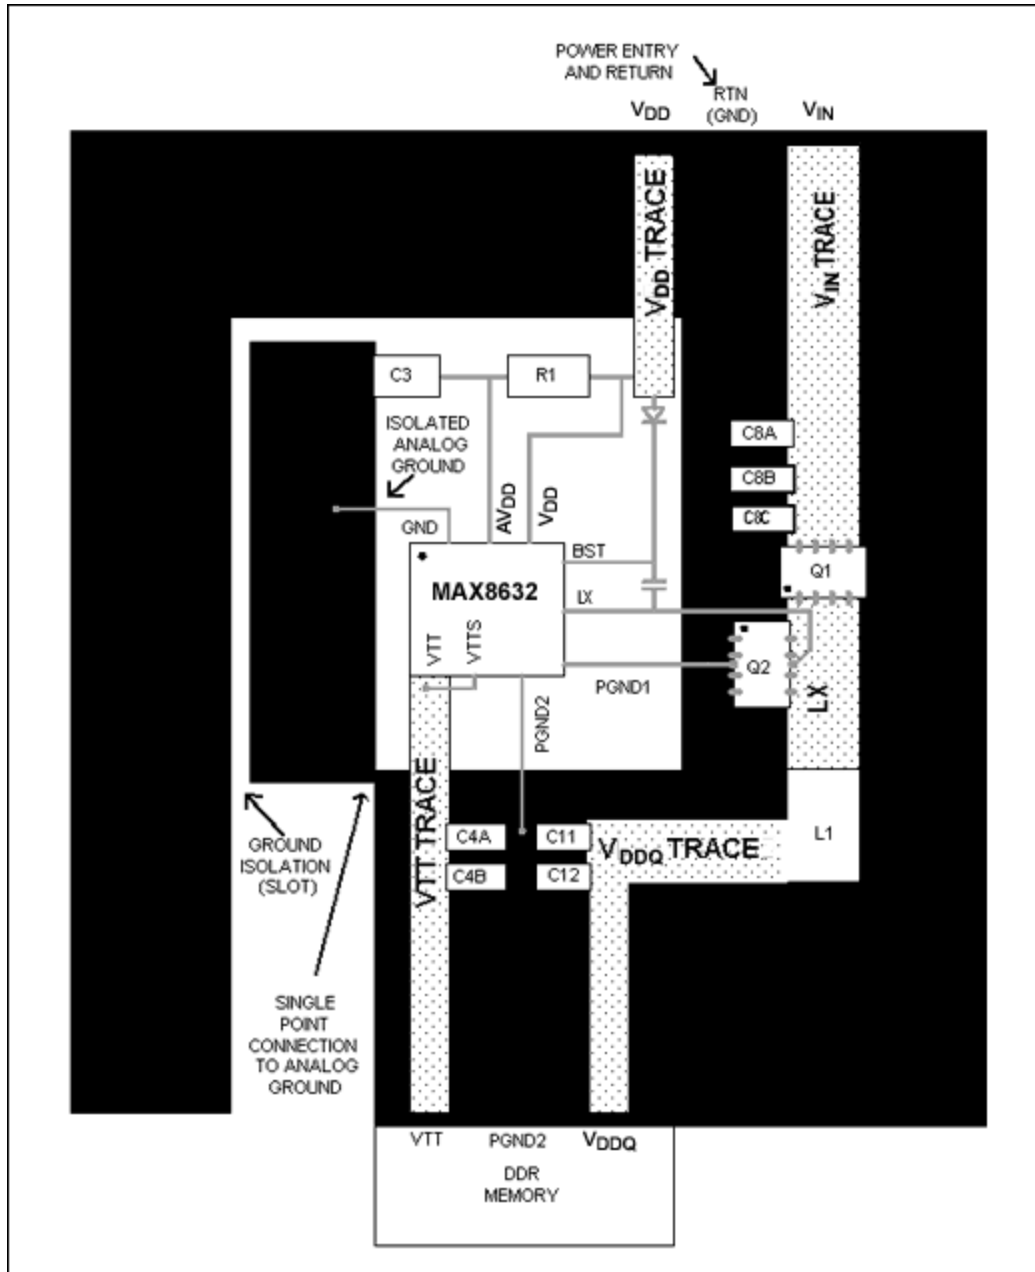 POWER ENTRY
AND RETURN
VDD
RTN
(GND)
VIN
VDD TRACE
VIN TRACE
C3
R1
ISOLATED
ANALOG
GROUND
C8A
C8B
C8C
GND
AVDD
VDD
BST
Q1
MAX8632
LX
VTT
VTTS
Q2
PGND1
LX
PGND2
VTT TRACE
C4A
C11
VDDQ TRACE
L1
C4B
C12
GROUND
ISOLATION
(SLOT)
SINGLE
POINT
CONNECTION
TO ANALOG
GROUND
VTT
PGND2
VDDQ
DDR
MEMORY